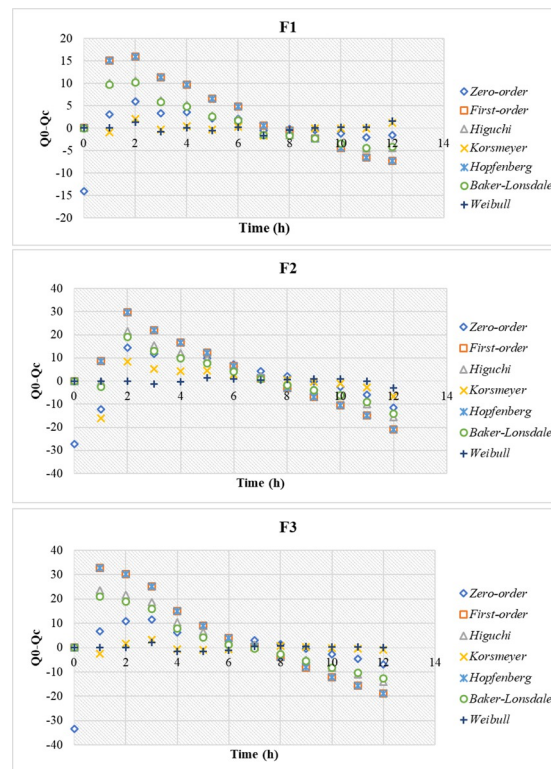 F1
Q0-Qc
20
15
10
5
0
-5
-10
-15
-20
0 2 4 6 8 10 12 14
Time (h)
Zero-order
First-order
Higuchi
Korsmeyer
Hopfenberg
Baker-Lonsdale
Weibull
F2
Q0-Qc
40
30
20
10
0
-10
-20
-30
-40
0 2 4 6 8 10 12 14
Time (h)
Zero-order
First-order
Higuchi
Korsmeyer
Hopfenberg
Baker-Lonsdale
Weibull
F3
Q0-Qc
40
30
20
10
0
-10
-20
-30
-40
0 2 4 6 8 10 12 14
Time (h)
Zero-order
First-order
Higuchi
Korsmeyer
Hopfenberg
Baker-Lonsdale
Weibull